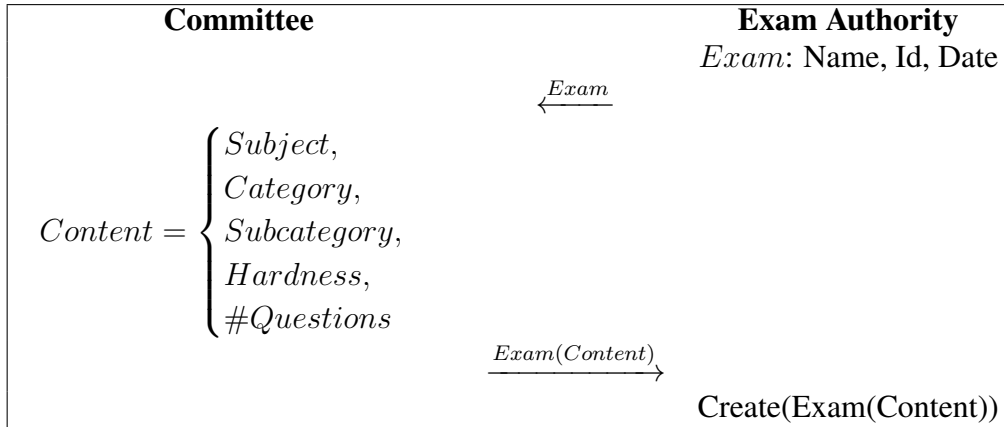 Committee Exam Authority
Exam: Name, Id, Date
Exam
Subject,
Category,
Content = Subcategory,
Hardness,
#Questions
Exam(Content)
Create(Exam(Content))